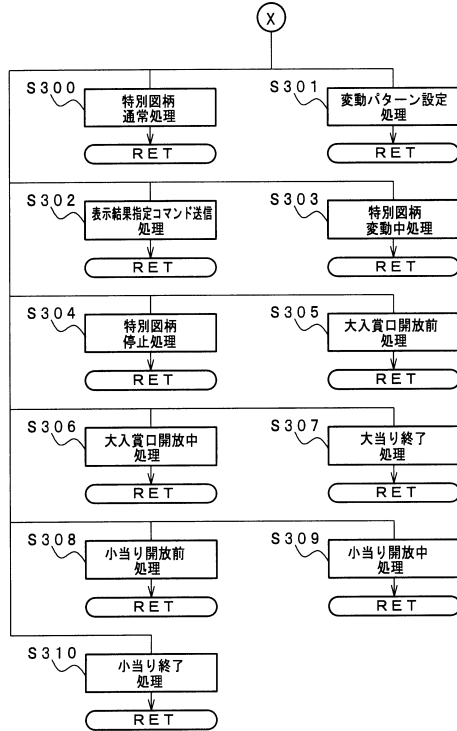 X
S300
特別図柄
通常処理
RET
S301
変動パターン設定
処理
RET
S302
表示結果指定コマンド送信
処理
RET
S303
特別図柄
変動中処理
RET
S304
特別図柄
停止処理
RET
S305
大入賞口開放前
処理
RET
S306
大入賞口開放中
処理
RET
S307
大当り終了
処理
RET
S308
小当り開放前
処理
RET
S309
小当り開放中
処理
RET
S310
小当り終了
処理
RET